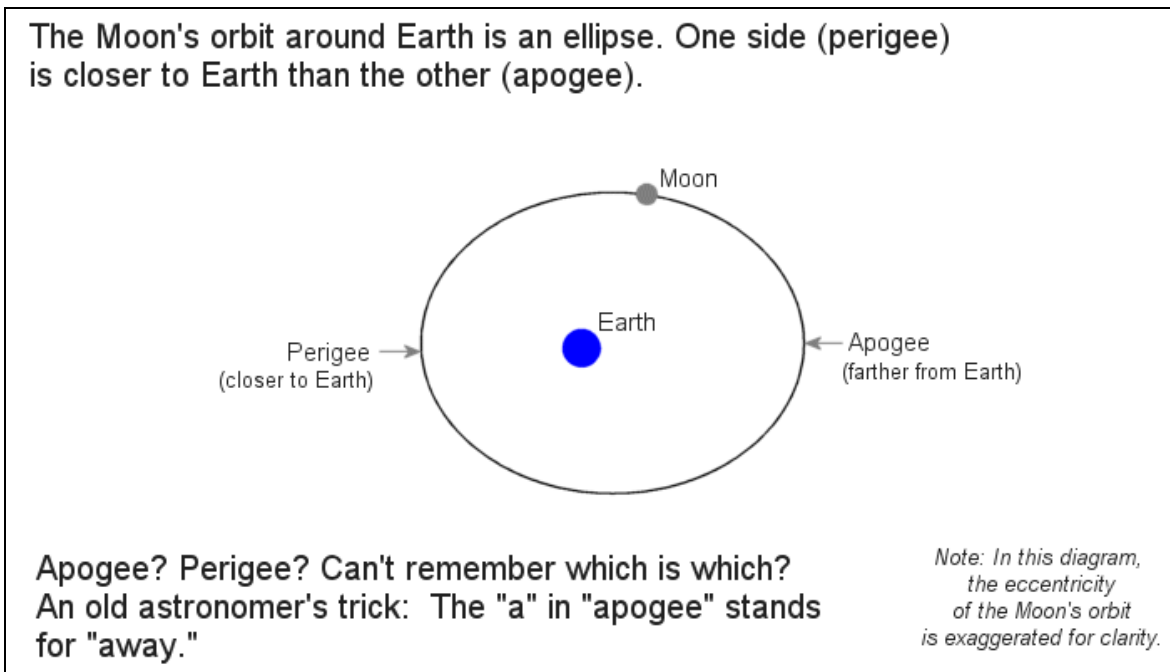 The Moon's orbit around Earth is an ellipse. One side (perigee)
is closer to Earth than the other (apogee).
Moon
Earth
Perigee
(closer to Earth)
Apogee
(farther from Earth)
Apogee? Perigee? Can't remember which is which?
An old astronomer's trick:  The "a" in "apogee" stands
for "away."
Note: In this diagram,
the eccentricity
of the Moon's orbit
is exaggerated for clarity.